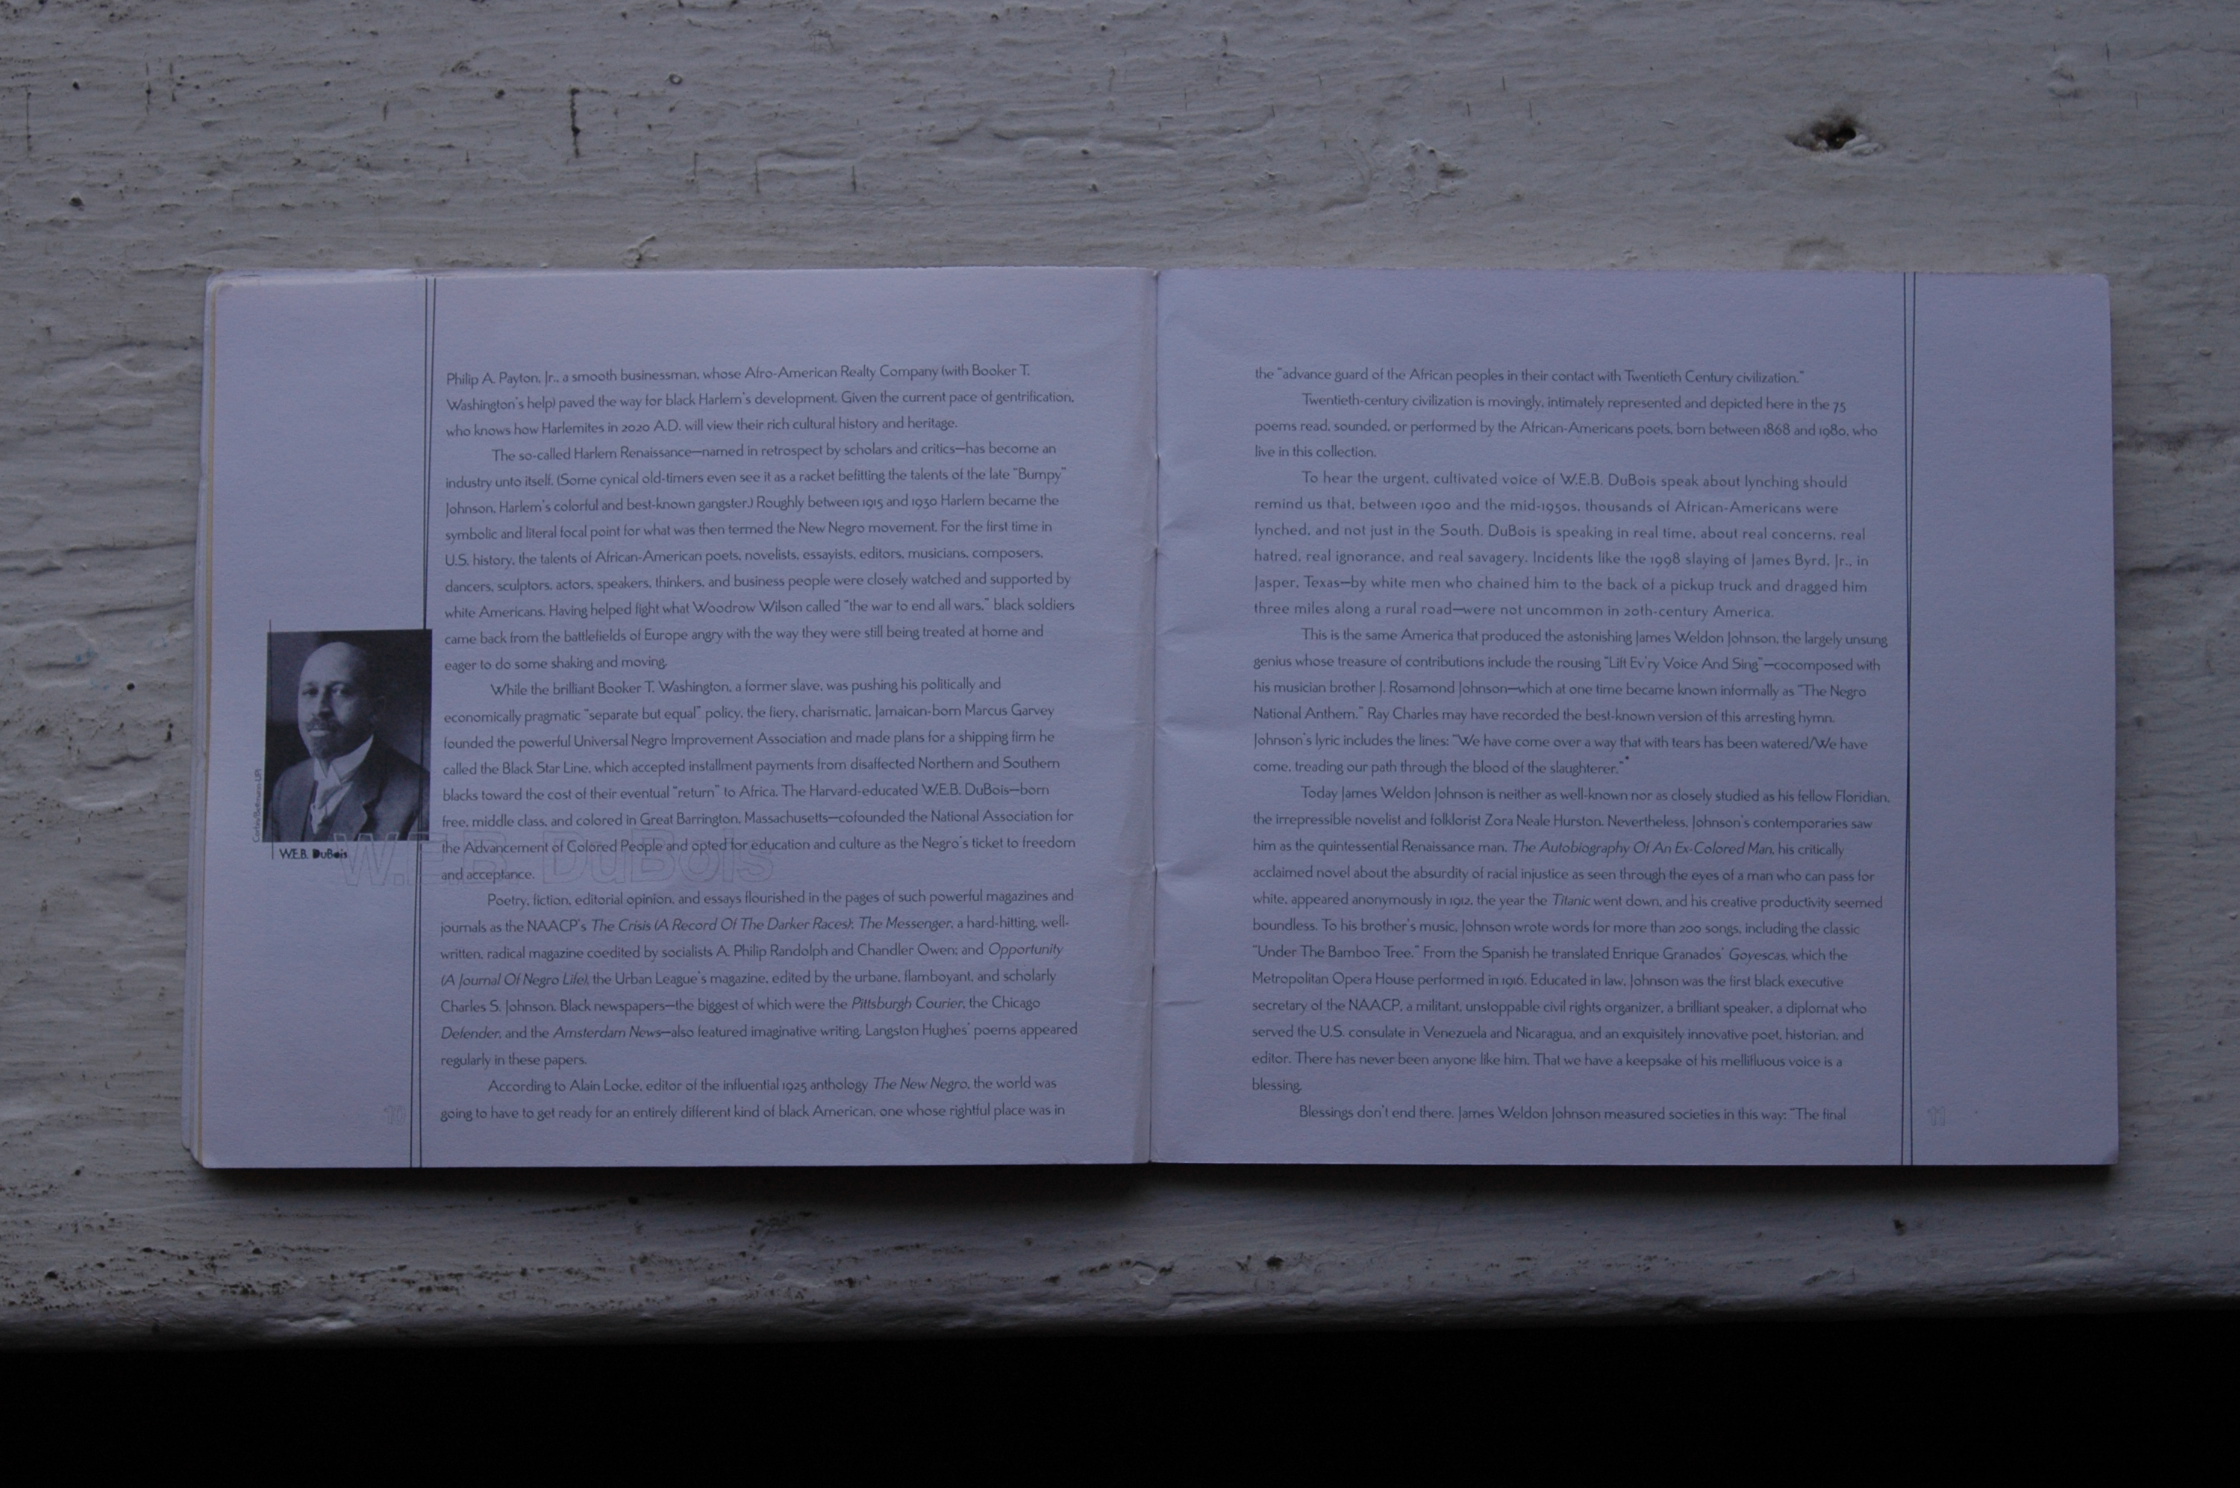 Philip A. Payton, Jr., a smooth businessman, whose Afro-American Realty Company (with Booker T.
Washington's help) paved the way for black Harlem's development. Given the current pace of gentrification,
who knows how Harlemites in 2020 A.D. will view their rich cultural history and heritage.
The so-called Harlem Renaissance—named in retrospect by scholars and critics—has become an
industry unto itself. (Some cynical old-timers even see it as a racket befitting the talents of the late "Bumpy"
Johnson, Harlem's colorful and best-known gangster.) Roughly between 1915 and 1930 Harlem became the
symbolic and literal focal point for what was then termed the New Negro movement. For the first time in
U.S. history, the talents of African-American poets, novelists, essayists, editors, musicians, composers,
dancers, sculptors, actors, speakers, thinkers, and business people were closely watched and supported by
white Americans. Having helped fight what Woodrow Wilson called "the war to end all wars," black soldiers
came back from the battlefields of Europe angry with the way they were still being treated at home and
eager to do some shaking and moving.
While the brilliant Booker T. Washington, a former slave, was pushing his politically and
economically pragmatic "separate but equal" policy, the fiery, charismatic, Jamaican-born Marcus Garvey
founded the powerful Universal Negro Improvement Association and made plans for a shipping firm he
called the Black Star Line, which accepted installment payments from disaffected Northern and Southern
blacks toward the cost of their eventual "return" to Africa. The Harvard-educated W.E.B. DuBois—born
free, middle class, and colored in Great Barrington, Massachusetts—cofounded the National Association for
the Advancement of Colored People and opted for education and culture as the Negro's ticket to freedom
and acceptance.
Poetry, fiction, editorial opinion, and essays flourished in the pages of such powerful magazines and
journals as the NAACP's The Crisis (A Record Of The Darker Races); The Messenger, a hard-hitting, well-
written, radical magazine coedited by socialists A. Philip Randolph and Chandler Owen; and Opportunity
(A Journal Of Negro Life), the Urban League's magazine, edited by the urbane, flamboyant, and scholarly
Charles S. Johnson. Black newspapers—the biggest of which were the Pittsburgh Courier, the Chicago
Defender, and the Amsterdam News—also featured imaginative writing. Langston Hughes' poems appeared
regularly in these papers.
According to Alain Locke, editor of the influential 1925 anthology The New Negro, the world was
going to have to get ready for an entirely different kind of black American, one whose rightful place was in
Corbis/Bettmann-UPI
W.E.B. DuBois
W.E.B. DuBois
10
the "advance guard of the African peoples in their contact with Twentieth Century civilization."
Twentieth-century civilization is movingly, intimately represented and depicted here in the 75
poems read, sounded, or performed by the African-Americans poets, born between 1868 and 1980, who
live in this collection.
To hear the urgent, cultivated voice of W.E.B. DuBois speak about lynching should
remind us that, between 1900 and the mid-1950s, thousands of African-Americans were
lynched, and not just in the South. DuBois is speaking in real time, about real concerns, real
hatred, real ignorance, and real savagery. Incidents like the 1998 slaying of James Byrd, Jr., in
Jasper, Texas—by white men who chained him to the back of a pickup truck and dragged him
three miles along a rural road—were not uncommon in 20th-century America.
This is the same America that produced the astonishing James Weldon Johnson, the largely unsung
genius whose treasure of contributions include the rousing "Lift Ev'ry Voice And Sing"—cocomposed with
his musician brother J. Rosamond Johnson—which at one time became known informally as "The Negro
National Anthem." Ray Charles may have recorded the best-known version of this arresting hymn.
Johnson's lyric includes the lines: "We have come over a way that with tears has been watered/We have
come, treading our path through the blood of the slaughterer."*
Today James Weldon Johnson is neither as well-known nor as closely studied as his fellow Floridian,
the irrepressible novelist and folklorist Zora Neale Hurston. Nevertheless, Johnson's contemporaries saw
him as the quintessential Renaissance man. The Autobiography Of An Ex-Colored Man, his critically
acclaimed novel about the absurdity of racial injustice as seen through the eyes of a man who can pass for
white, appeared anonymously in 1912, the year the Titanic went down, and his creative productivity seemed
boundless. To his brother's music, Johnson wrote words for more than 200 songs, including the classic
"Under The Bamboo Tree." From the Spanish he translated Enrique Granados' Goyescas, which the
Metropolitan Opera House performed in 1916. Educated in law, Johnson was the first black executive
secretary of the NAACP, a militant, unstoppable civil rights organizer, a brilliant speaker, a diplomat who
served the U.S. consulate in Venezuela and Nicaragua, and an exquisitely innovative poet, historian, and
editor. There has never been anyone like him. That we have a keepsake of his mellifluous voice is a
blessing.
Blessings don't end there. James Weldon Johnson measured societies in this way: "The final
11